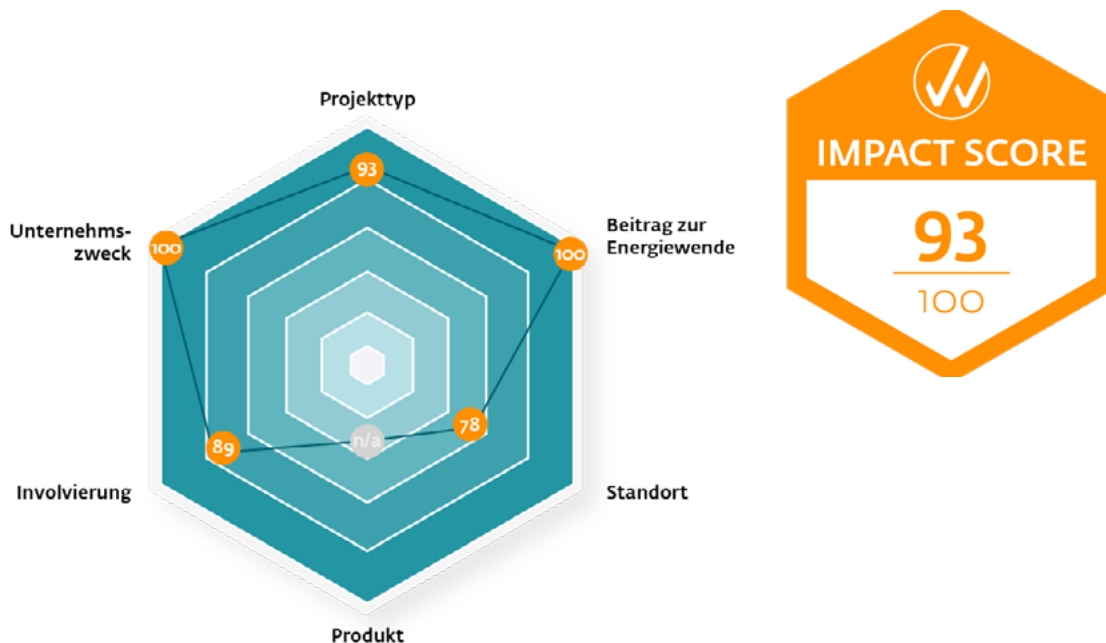 Projekttyp
93
Unternehms-
zweck
100
Beitrag zur
Energiewende
100
89
n/a
78
Involvierung
Standort
Produkt
IMPACT SCORE
93
100